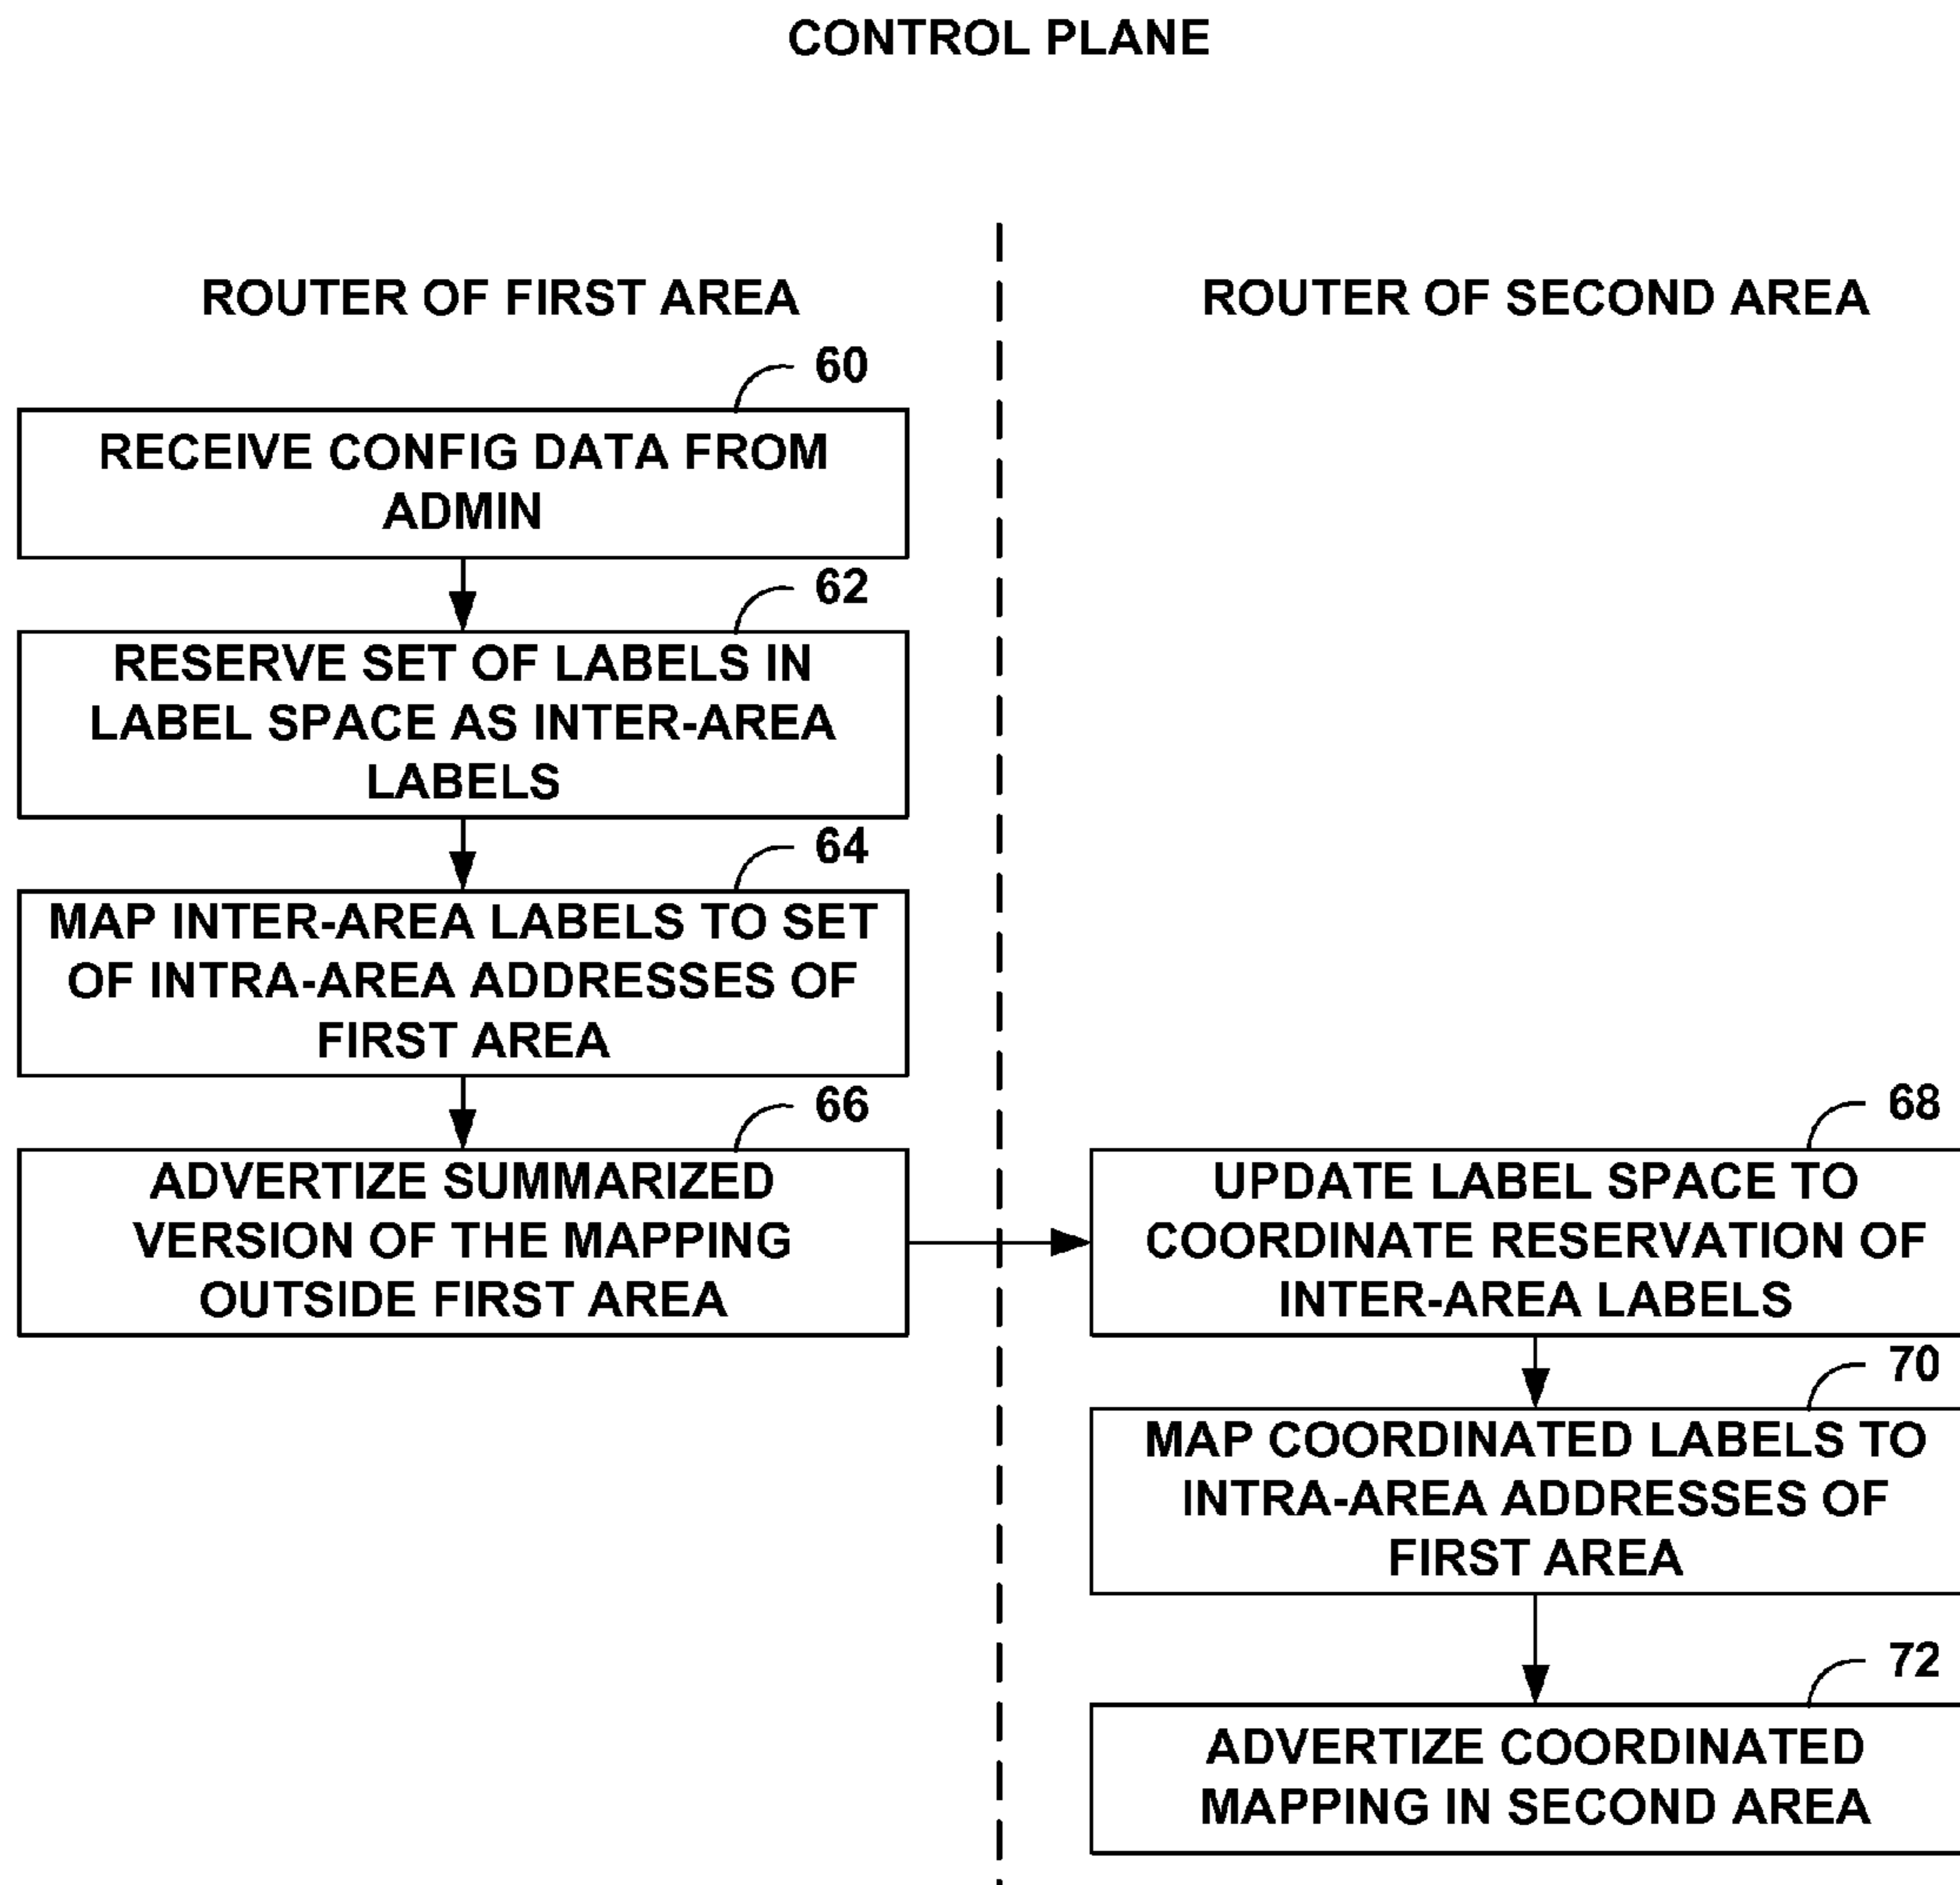 CONTROL PLANE
ROUTER OF FIRST AREA
60
RECEIVE CONFIG DATA FROM
ADMIN
62
RESERVE SET OF LABELS IN
LABEL SPACE AS INTER-AREA
LABELS
64
MAP INTER-AREA LABELS TO SET
OF INTRA-AREA ADDRESSES OF
FIRST AREA
66
ADVERTIZE SUMMARIZED
VERSION OF THE MAPPING
OUTSIDE FIRST AREA
ROUTER OF SECOND AREA
68
UPDATE LABEL SPACE TO
COORDINATE RESERVATION OF
INTER-AREA LABELS
70
MAP COORDINATED LABELS TO
INTRA-AREA ADDRESSES OF
FIRST AREA
72
ADVERTIZE COORDINATED
MAPPING IN SECOND AREA